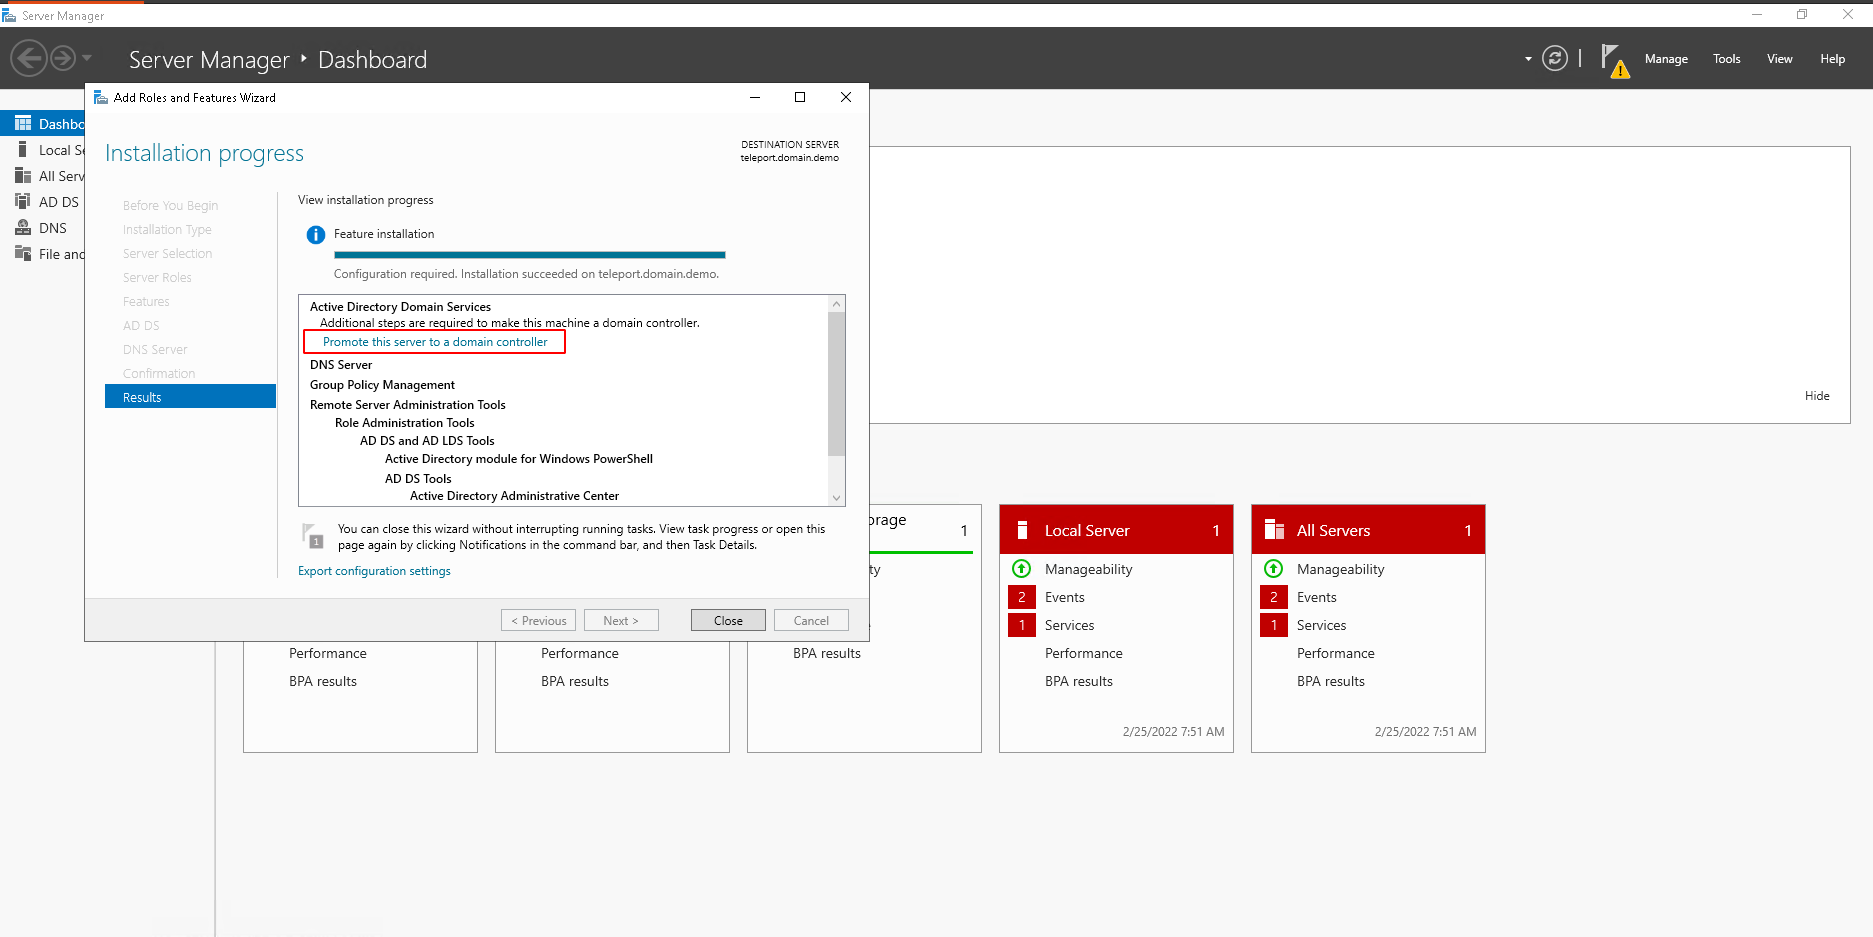 Server Manager
Server Manager ‣ Dashboard
Manage
Tools
View
Help
Add Roles and Features Wizard
Dashbo
Local Se
All Serv
AD DS
DNS
File and
Installation progress
DESTINATION SERVER
teleport.domain.demo
Before You Begin
Installation Type
Server Selection
Server Roles
Features
AD DS
DNS Server
Confirmation
Results
View installation progress
Feature installation
Configuration required. Installation succeeded on teleport.domain.demo.
Active Directory Domain Services
Additional steps are required to make this machine a domain controller.
Promote this server to a domain controller
DNS Server
Group Policy Management
Remote Server Administration Tools
Role Administration Tools
AD DS and AD LDS Tools
Active Directory module for Windows PowerShell
AD DS Tools
Active Directory Administrative Center
1
You can close this wizard without interrupting running tasks. View task progress or open this
page again by clicking Notifications in the command bar, and then Task Details.
Export configuration settings
< Previous
Next >
Close
Cancel
Hide
Performance
BPA results
Performance
BPA results
orage
1
ty
BPA results
Local Server
1
Manageability
2
Events
1
Services
Performance
BPA results
2/25/2022 7:51 AM
All Servers
1
Manageability
2
Events
1
Services
Performance
BPA results
2/25/2022 7:51 AM